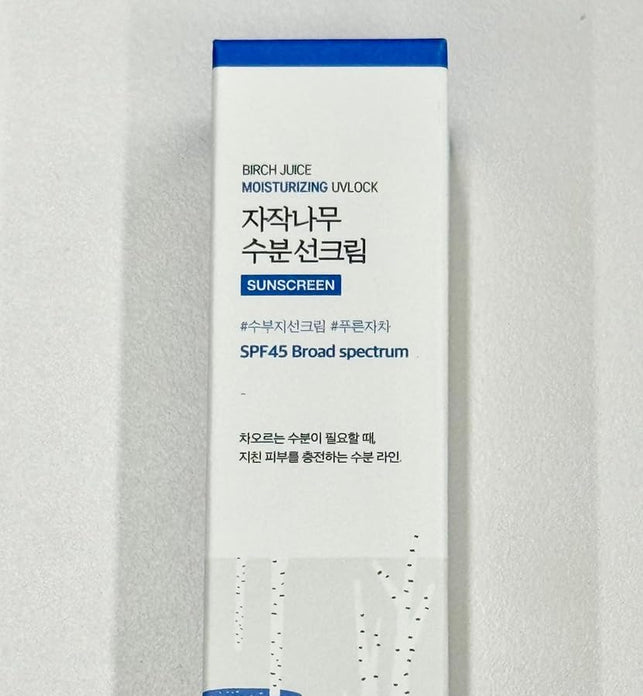 BIRCH JUICE
MOISTURIZING UVLOCK
자작나무
수분선크림
SUNSCREEN
#수부지선크림 #푸른자차
SPF45 Broad spectrum
-
차오르는 수분이 필요할 때,
지친 피부를 충전하는 수분 라인.